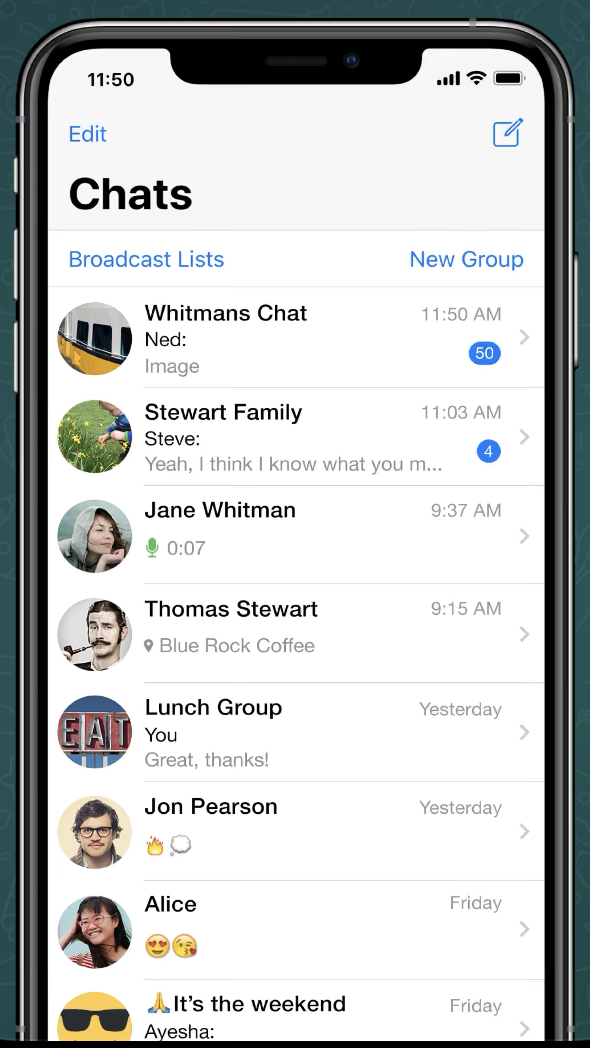 11:50
Edit
Chats
Broadcast Lists New Group
Whitmans Chat 11:50 AM
Ned:
Image 50
Stewart Family 11:03 AM
Steve:
Yeah, I think I know what you m... 4
Jane Whitman 9:37 AM
0:07
Thomas Stewart 9:15 AM
Blue Rock Coffee
Lunch Group Yesterday
EAT
You
Great, thanks!
Jon Pearson Yesterday
🔥💭
Alice Friday
😍😘
🙏It's the weekend Friday
Ayesha: